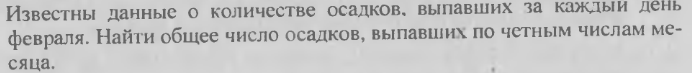 Известны данные о количестве осадков, выпавших за каждый день
февраля. Найти общее число осадков, выпавших по четным числам ме-
сяца.